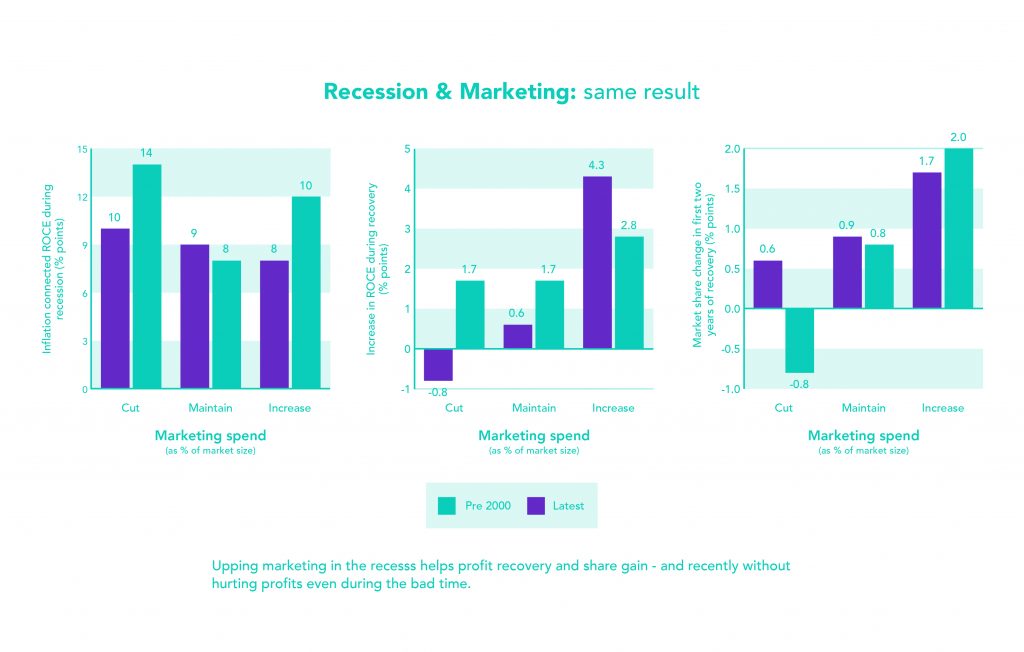 Recession & Marketing: same result
Inflation connected ROCE during
recession (% points)
15
12
9
6
3
0
10
14
9
8
8
10
Cut
Maintain
Increase
Marketing spend
(as % of market size)
Increase in ROCE during recovery
(% points)
5
4
3
2
1
0
-1
-0.8
1.7
0.6
1.7
4.3
2.8
Cut
Maintain
Increase
Marketing spend
(as % of market size)
Market share change in first two
years of recovery (% points)
2.0
1.5
1.0
0.5
0.0
-0.5
-1.0
0.6
-0.8
0.9
0.8
1.7
2.0
Cut
Maintain
Increase
Marketing spend
(as % of market size)
Pre 2000
Latest
Upping marketing in the recesss helps profit recovery and share gain - and recently without
hurting profits even during the bad time.